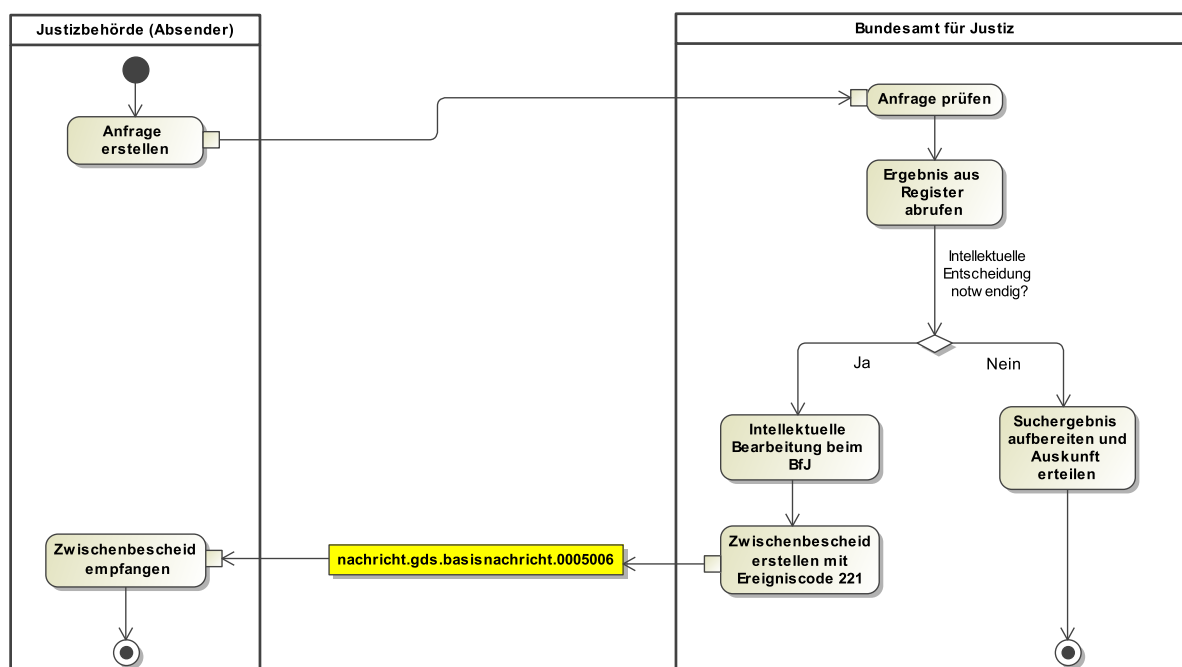 Justizbehörde (Absender)
Bundesamt für Justiz
Anfrage
erstellen
Anfrage prüfen
Ergebnis aus
Register
abrufen
Intellektuelle
Entscheidung
notw endig?
Ja
Nein
Intellektuelle
Bearbeitung beim
BfJ
Suchergebnis
aufbereiten und
Auskunft
erteilen
Zwischenbescheid
empfangen
nachricht.gds.basisnachricht.0005006
Zwischenbescheid
erstellen mit
Ereigniscode 221